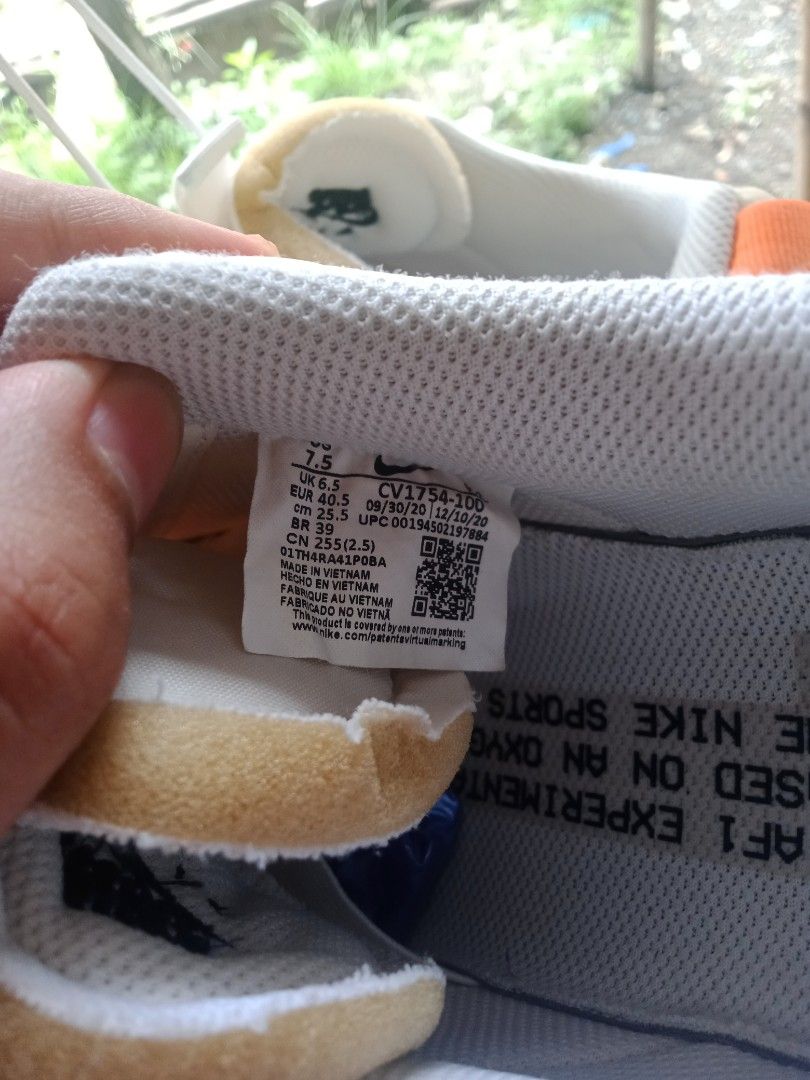 7.5
UK 6.5
EUR 40.5
cm 25.5
BR 39
CN 255(2.5)
01TH4RA41P0BA
MADE IN VIETNAM
HECHO EN VIETNAM
FABRIQUE AU VIETNAM
FABRICADO NO VIETNÃ
This product is covered by one or more patents:
www.nike.com/patentsvirtualmarking
CV1754-100
09/30/20 12/10/20
UPC 00194502197884
AF1 EXPERIMENT
ON AN
NIKE SPORTS